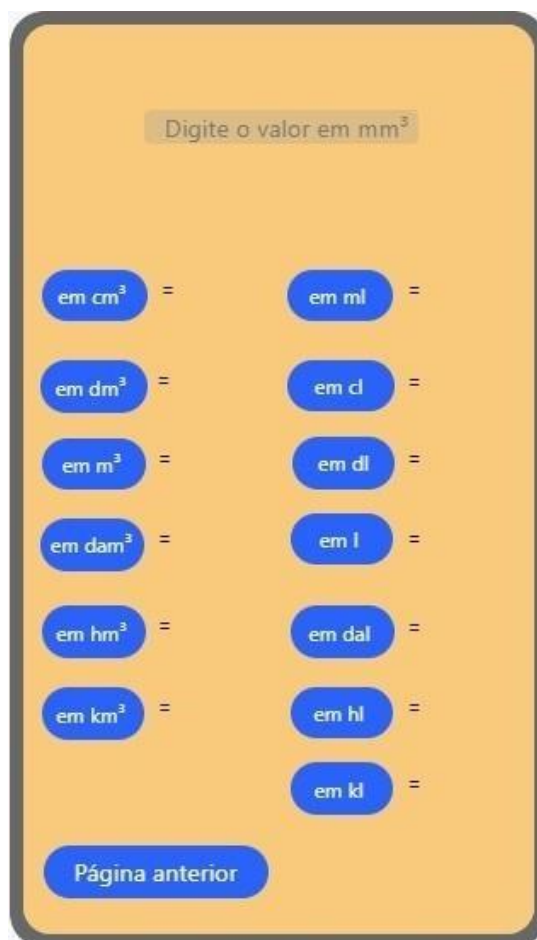 Digite o valor em mm³
em cm³ = em ml =
em dm³ = em cl =
em m³ = em dl =
em dam³ = em l =
em hm³ = em dal =
em km³ = em hl =
em kl =
Página anterior